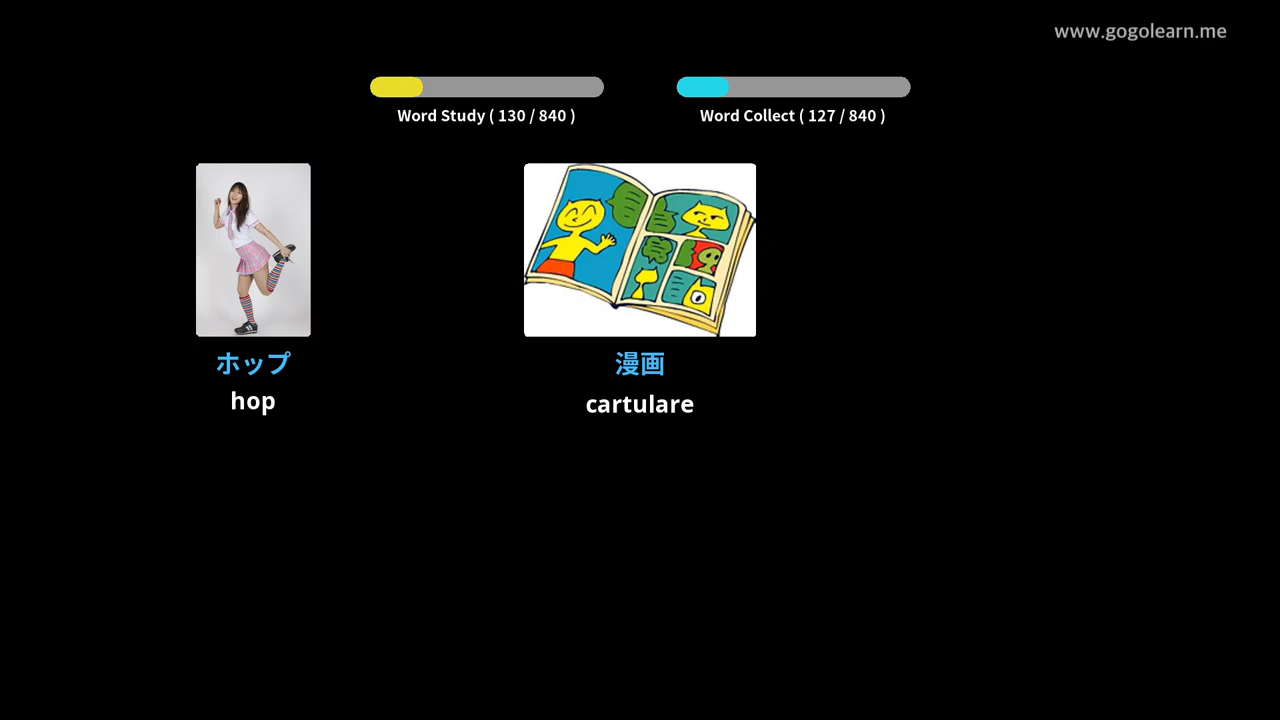 www.gogolearn.me
Word Study ( 130 / 840 )
Word Collect ( 127 / 840 )
ホップ
hop
漫画
cartulare